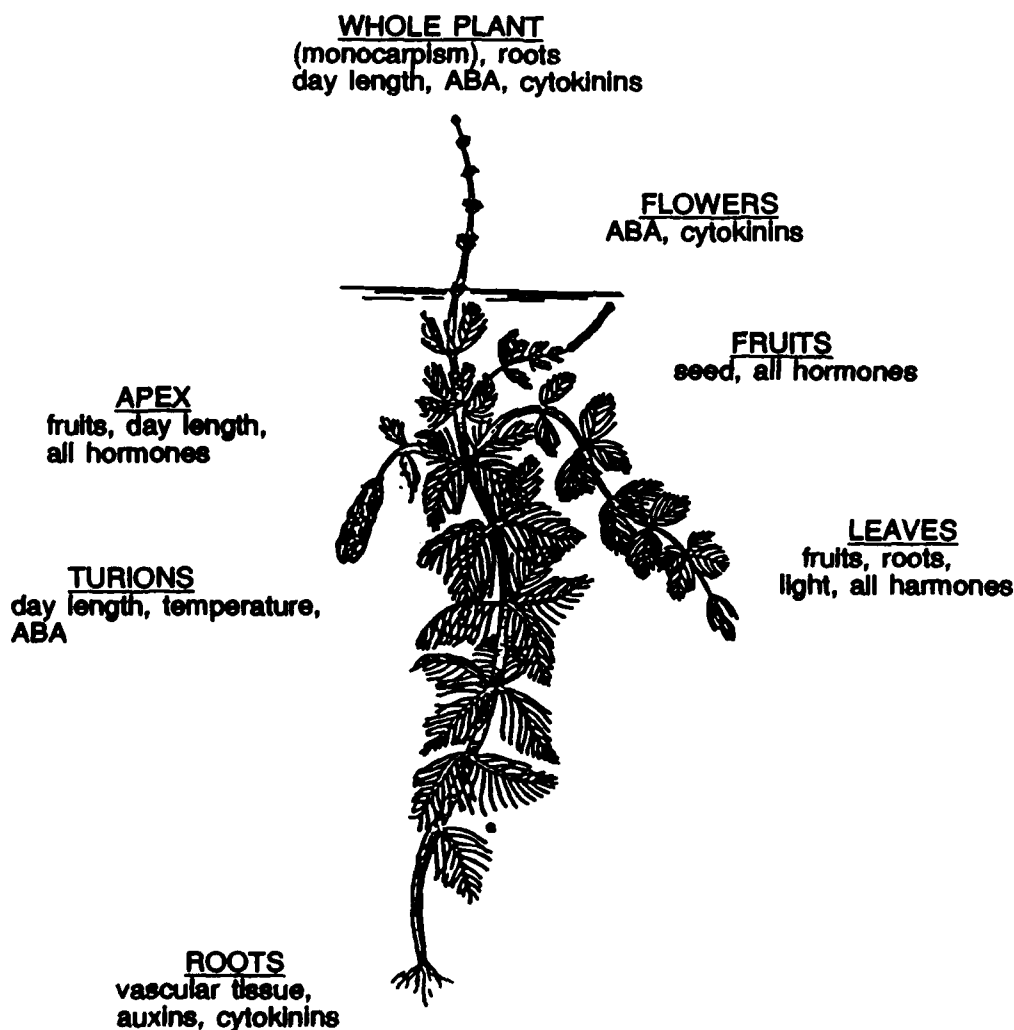 WHOLE PLANT
(monocarpism), roots
day length, ABA, cytokinins
FLOWERS
ABA, cytokinins
FRUITS
seed, all hormones
APEX
fruits, day length,
all hormones
LEAVES
fruits, roots,
light, all harmones
TURIONS
day length, temperature,
ABA
ROOTS
vascular tissue,
auxins, cytokinins